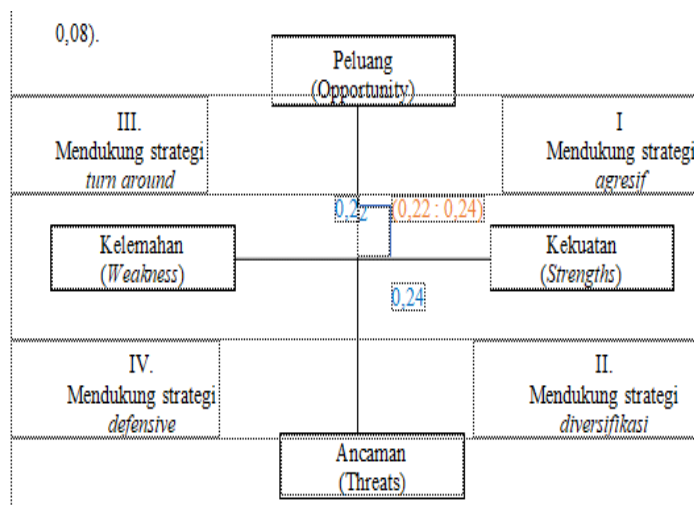 0,08).
Peluang
(Opportunity)
III.
Mendukung strategi
turn around
I
Mendukung strategi
agresif
0,22
(0,22 : 0,24)
Kelemahan
(Weakness)
Kekuatan
(Strengths)
0,24
IV.
Mendukung strategi
defensive
II.
Mendukung strategi
diversifikasi
Ancaman
(Threats)